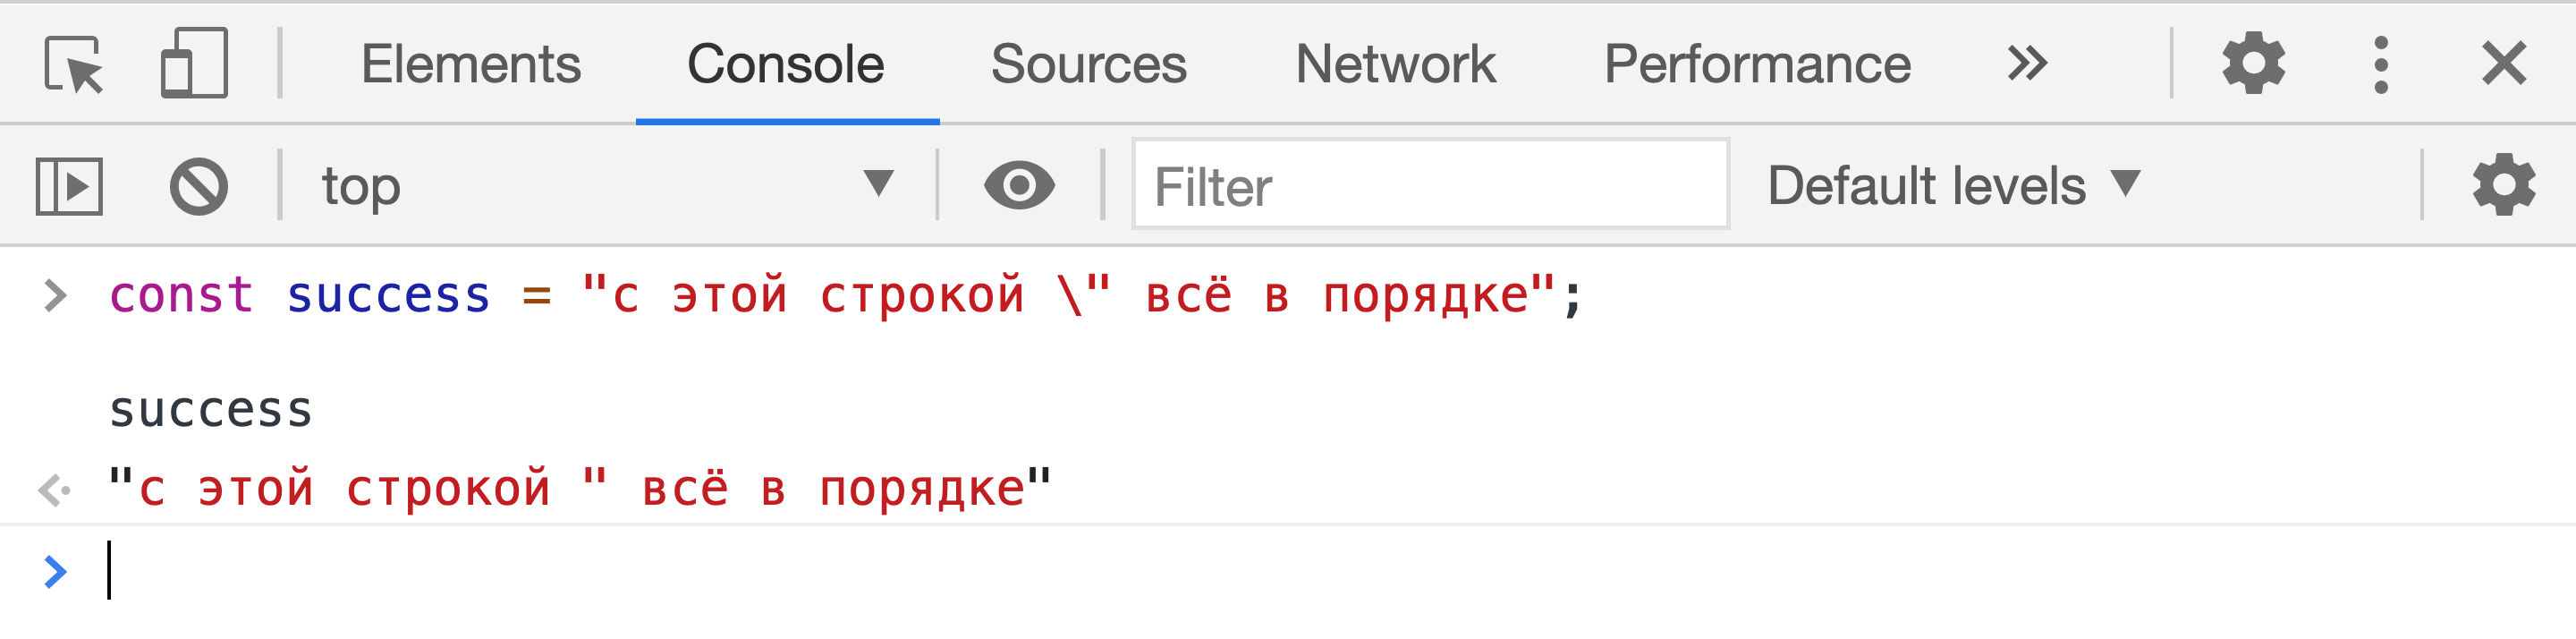 Elements Console Sources Network Performance
top Filter Default levels
const success = "с этой строкой \" всё в порядке";
success
"с этой строкой " всё в порядке"